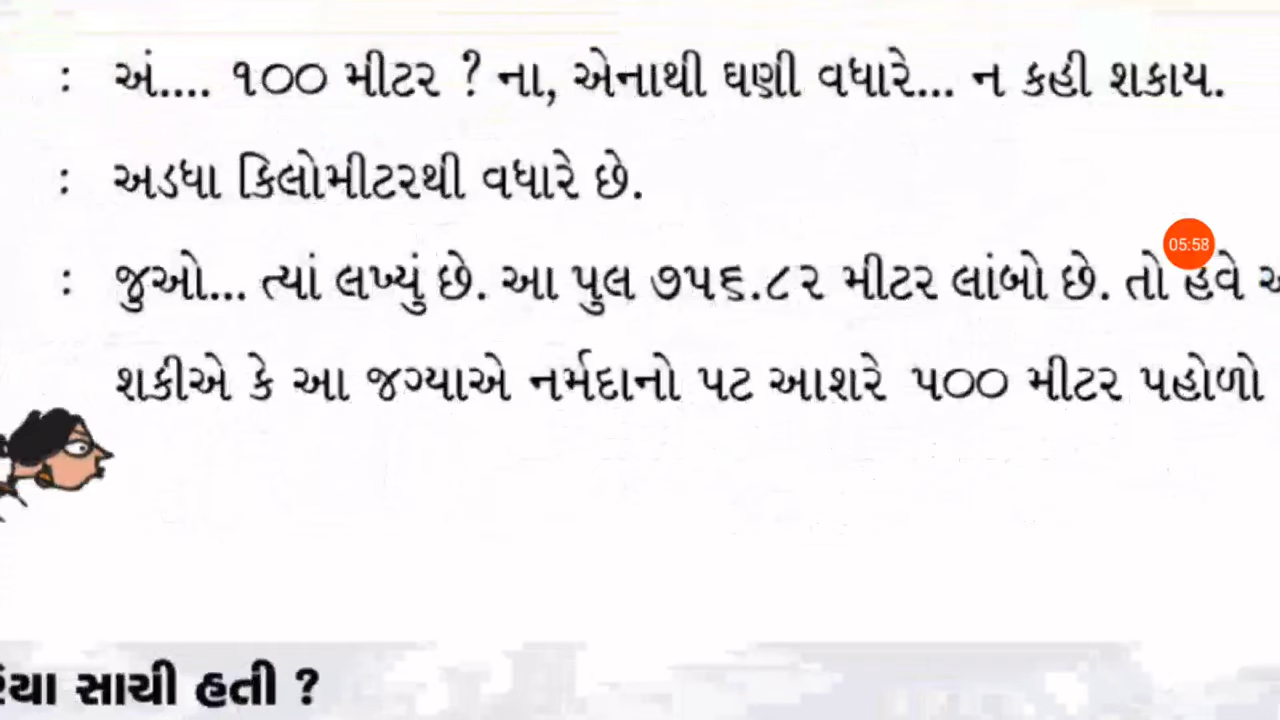 : અં.... ૧૦૦ મીટર ? ના, એનાથી ઘણી વધારે... ન કહી શકાય.
: અડધા કિલોમીટરથી વધારે છે.
05:58
: જુઓ... ત્યાં લખ્યું છે. આ પુલ ૭૫૬.૮૨ મીટર લાંબો છે. તો હવે
શકીએ કે આ જગ્યાએ નર્મદાનો પટ આશરે ૫૦૦ મીટર પહોળો
સાચી હતી ?